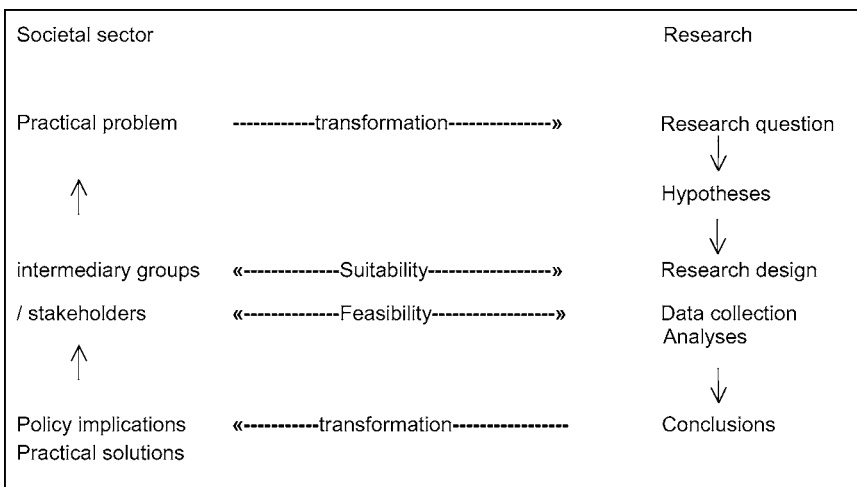 Societal sector Research
Practical problem ------------transformation---------------» Research question
Hypotheses
intermediary groups «--------------Suitability------------------» Research design
/ stakeholders «--------------Feasibility------------------» Data collection
Analyses
Policy implications «-----------transformation----------------- Conclusions
Practical solutions